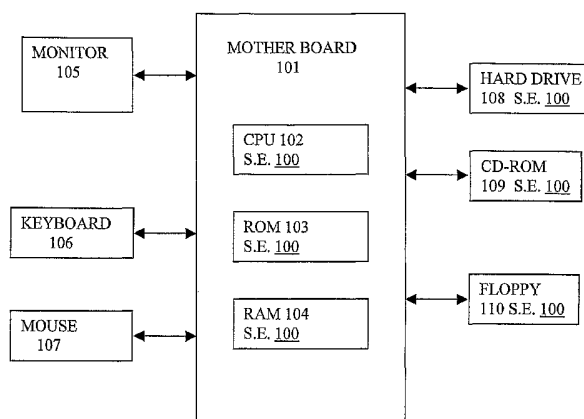 MONITOR
105
KEYBOARD
106
MOUSE
107
MOTHER BOARD
101
CPU 102
S.E. 100
ROM 103
S.E. 100
RAM 104
S.E. 100
HARD DRIVE
108 S.E. 100
CD-ROM
109 S.E. 100
FLOPPY
110 S.E. 100